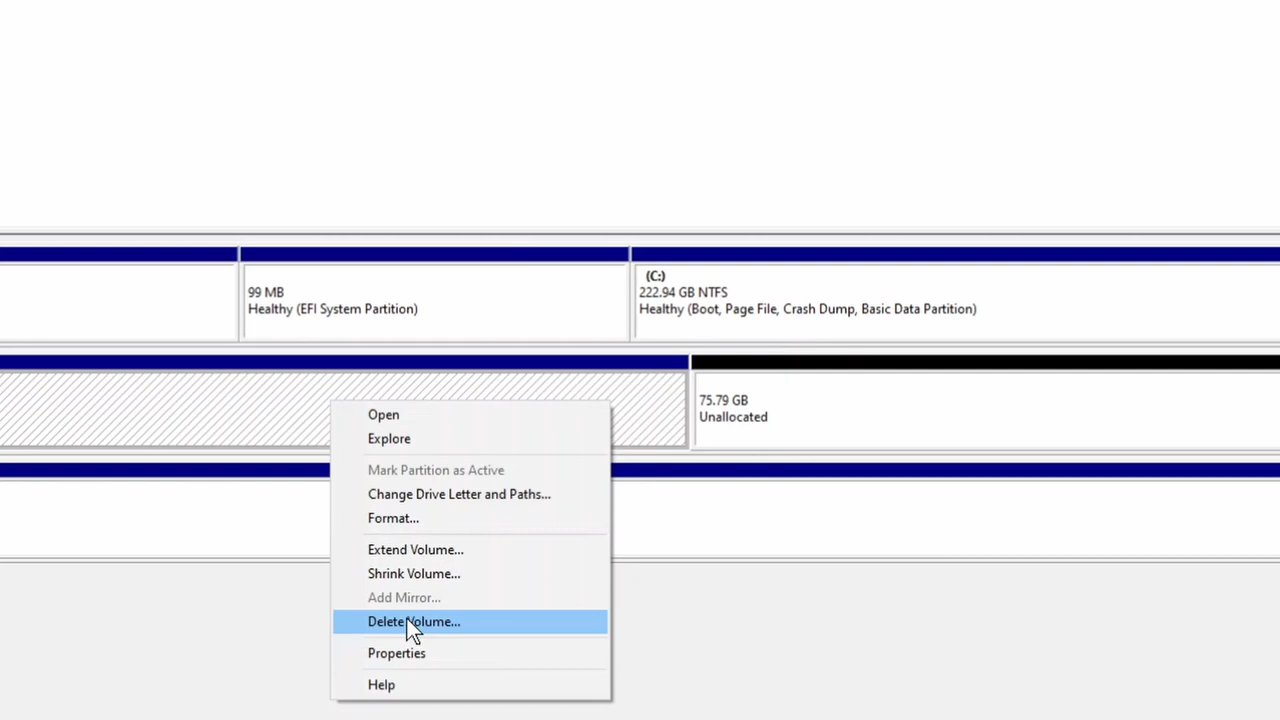 99 MB
Healthy (EFI System Partition)
(C:)
222.94 GB NTFS
Healthy (Boot, Page File, Crash Dump, Basic Data Partition)
75.79 GB
Unallocated
Open
Explore
Mark Partition as Active
Change Drive Letter and Paths...
Format...
Extend Volume...
Shrink Volume...
Add Mirror...
Delete Volume...
Properties
Help